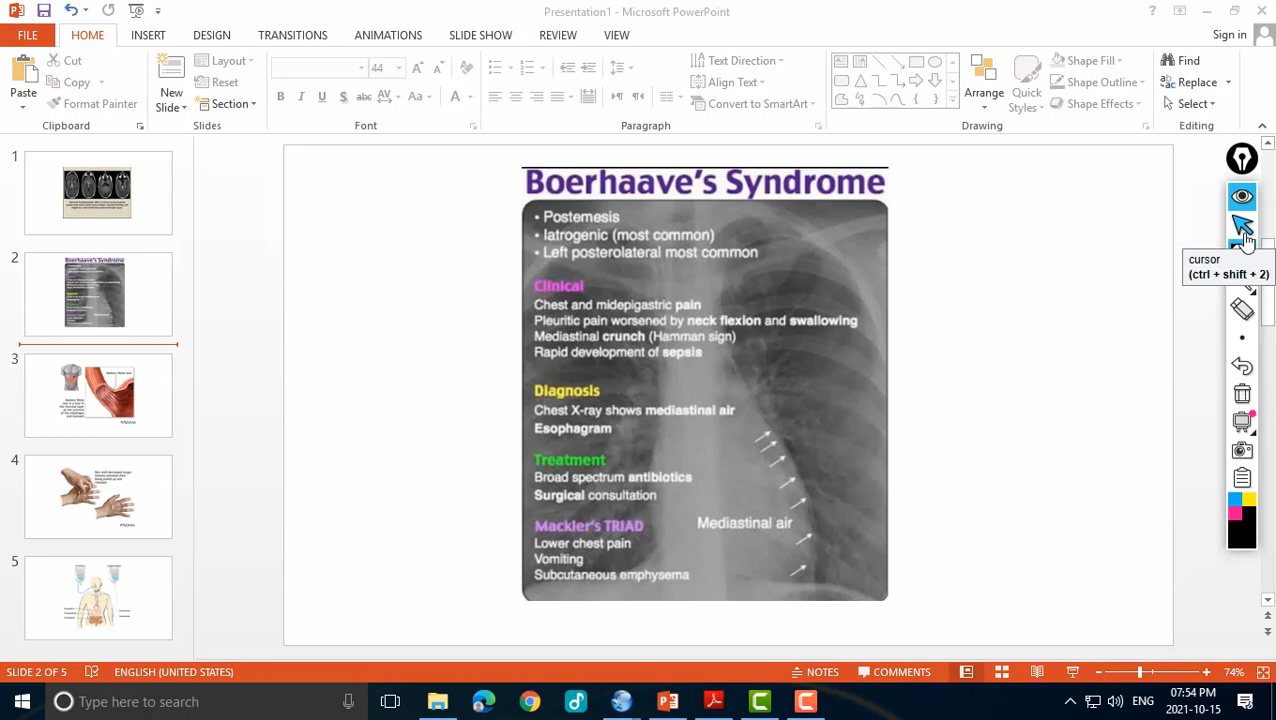 Presentation1 - Microsoft PowerPoint
FILE HOME INSERT DESIGN TRANSITIONS ANIMATIONS SLIDE SHOW REVIEW VIEW Sign in
Paste
Cut
Copy
Format Painter
Clipboard
New Slide
Layout
Reset
Section
Slides
44
Font
Text Direction
Align Text
Convert to SmartArt
Paragraph
Arrange
Quick Styles
Shape Fill
Shape Outline
Shape Effects
Drawing
Find
Replace
Select
Editing
1
2
3
4
5
Boerhaave's Syndrome
• Postemesis
• Iatrogenic (most common)
• Left posterolateral most common
Clinical
Chest and midepigastric pain
Pleuritic pain worsened by neck flexion and swallowing
Mediastinal crunch (Hamman sign)
Rapid development of sepsis
Diagnosis
Chest X-ray shows mediastinal air
Esophagram
Treatment
Broad spectrum antibiotics
Surgical consultation
Mackler's TRIAD
Lower chest pain
Vomiting
Subcutaneous emphysema
Mediastinal air
cursor
(ctrl + shift + 2)
SLIDE 2 OF 5 ENGLISH (UNITED STATES) NOTES COMMENTS 74%
Type here to search
ENG
07:54 PM
2021-10-15